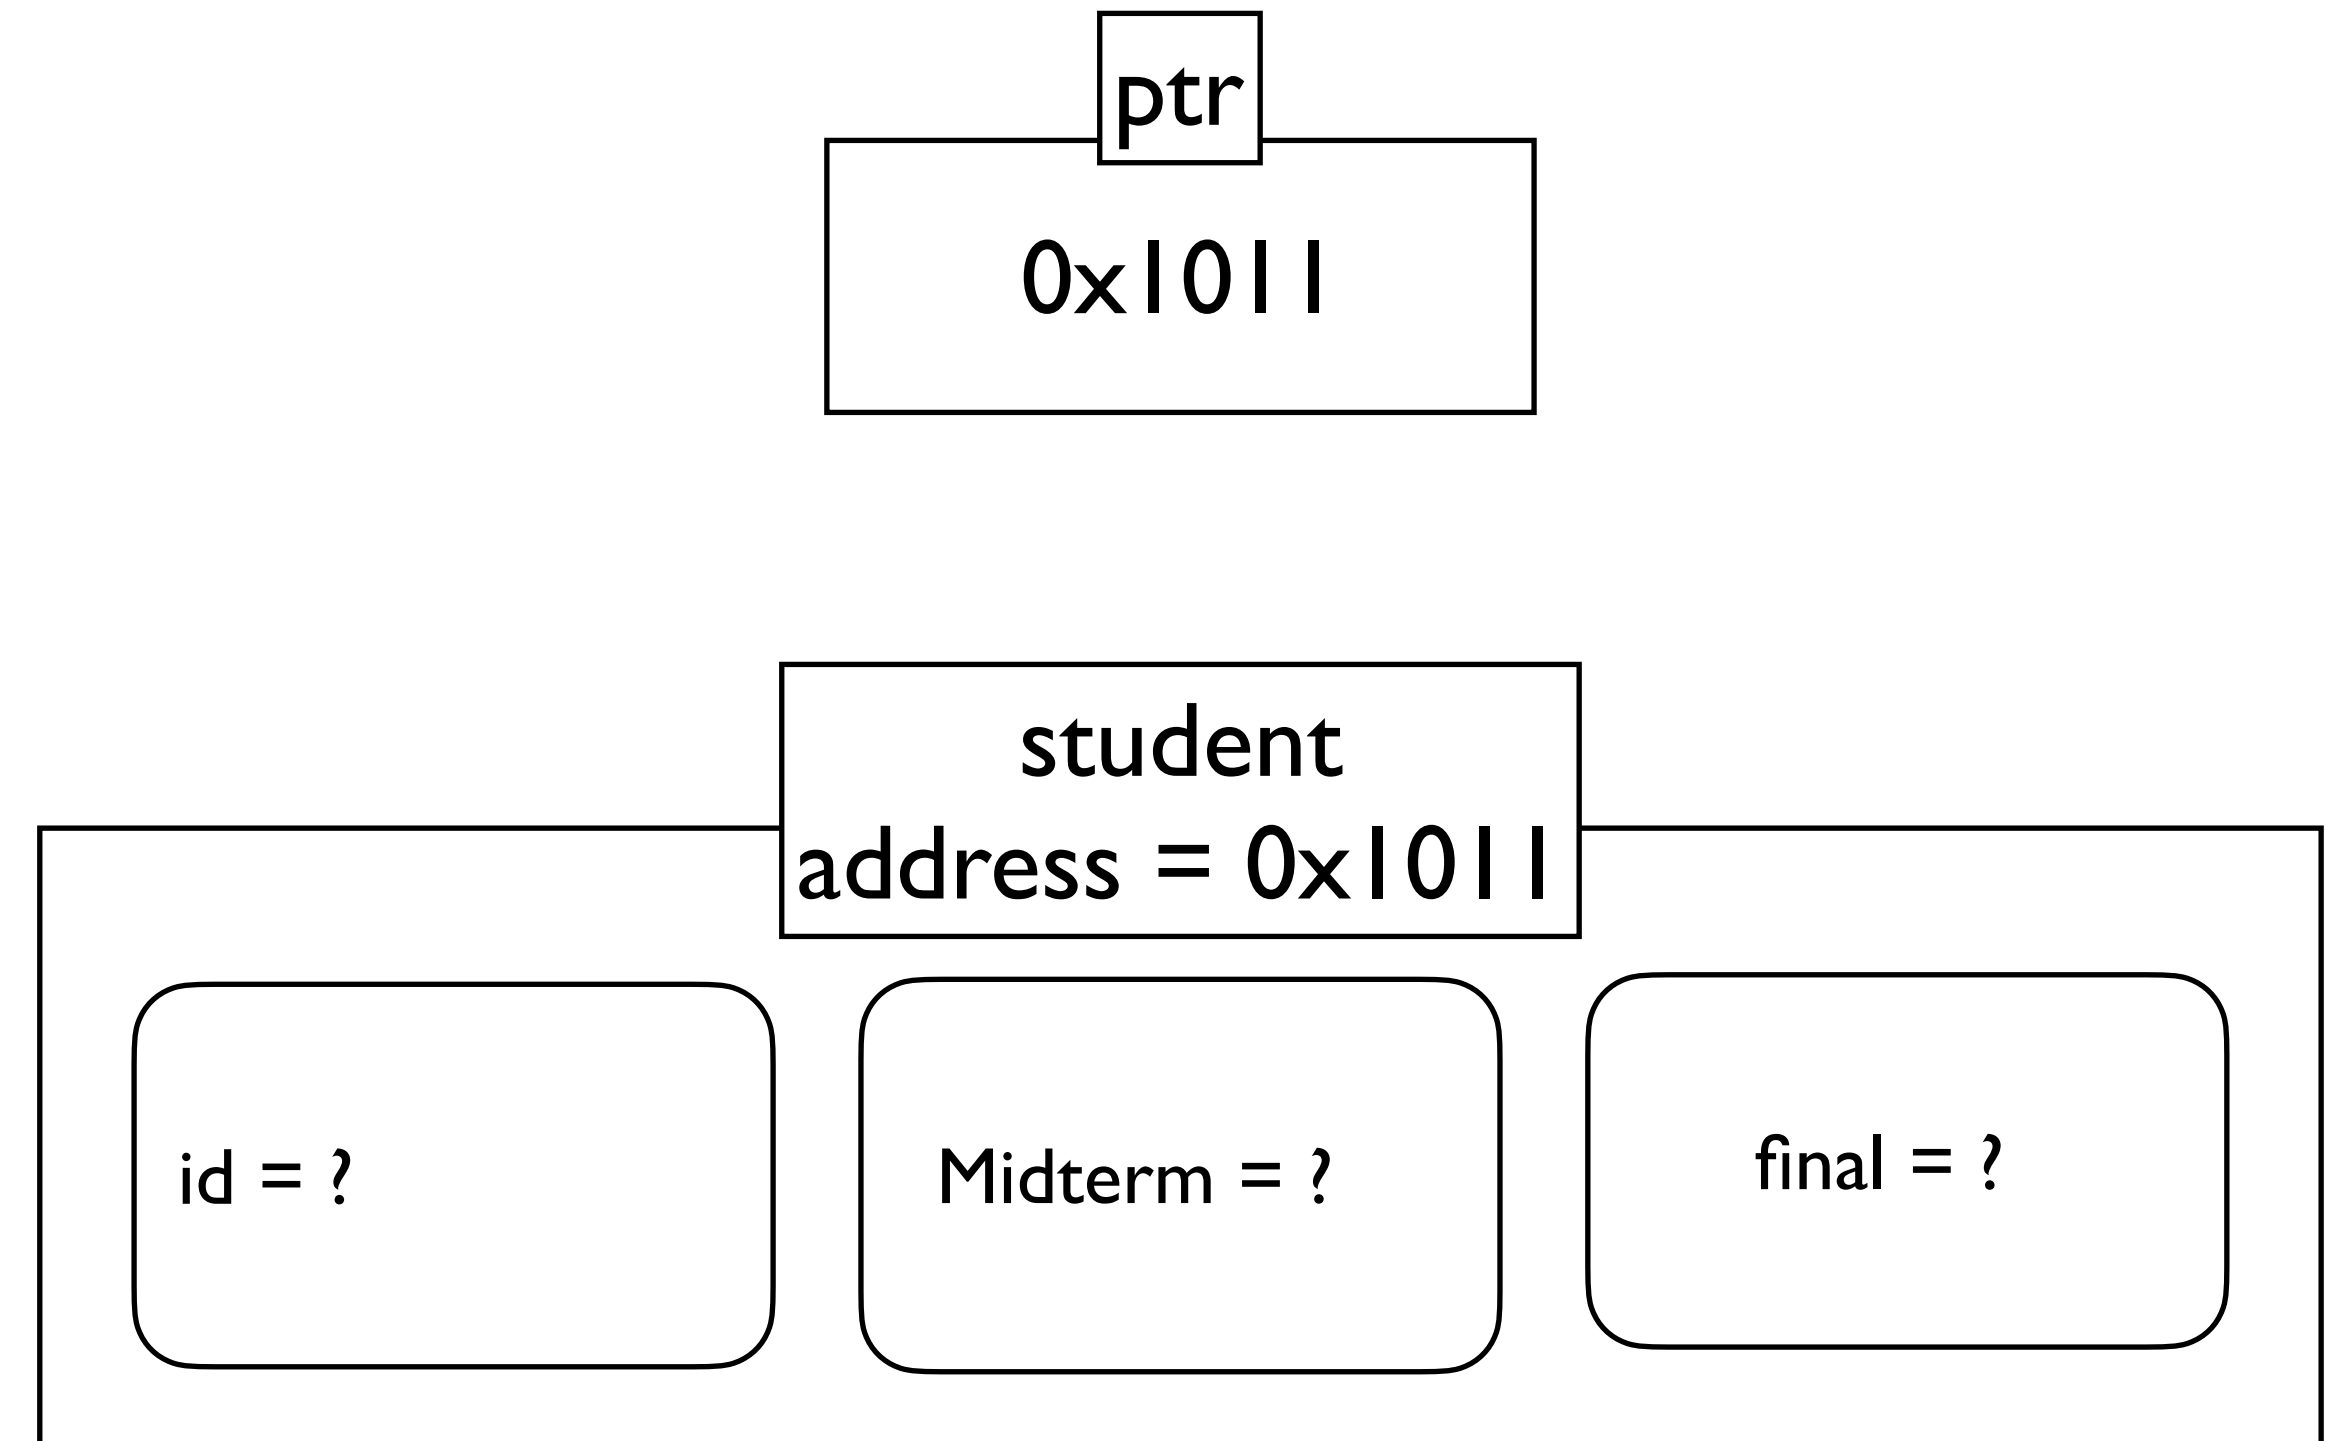 ptr
0x1011
student
address = 0x1011
id = ?
Midterm = ?
final = ?